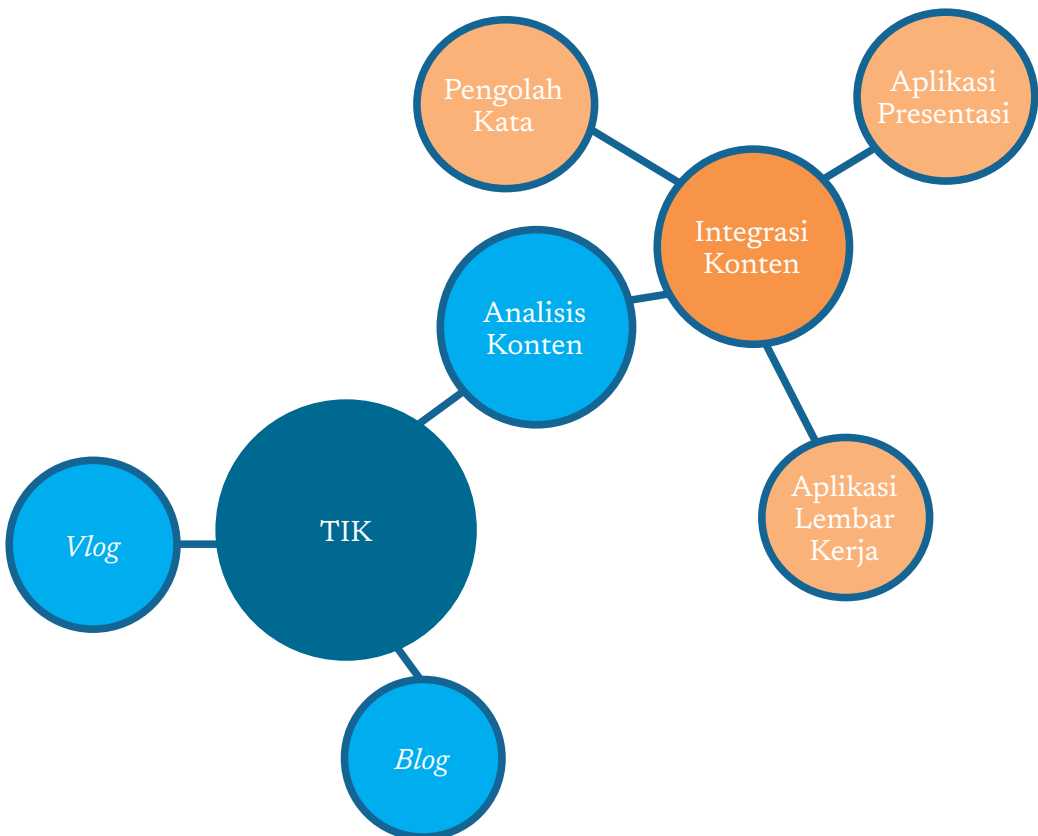 Pengolah
Kata
Aplikasi
Presentasi
Integrasi
Konten
Analisis
Konten
Aplikasi
Lembar
Kerja
TIK
Vlog
Blog